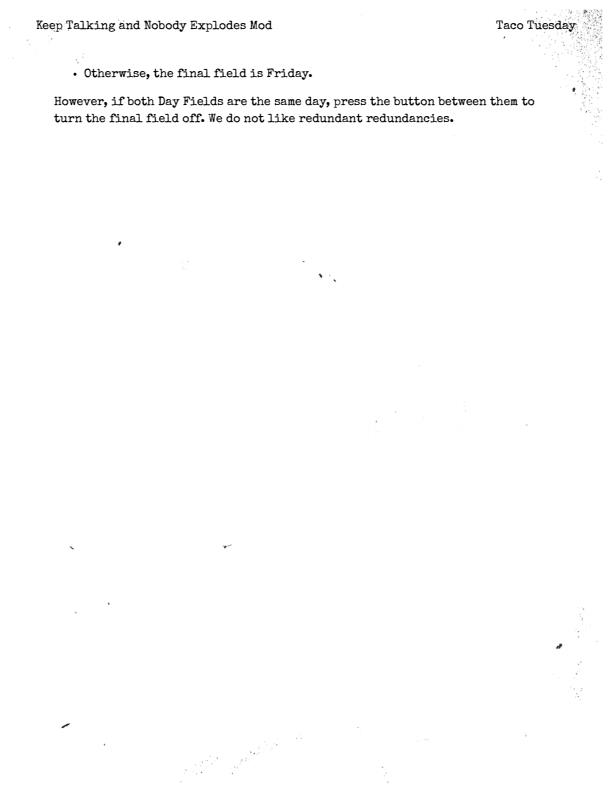 Keep Talking and Nobody Explodes Mod Taco Tuesday
• Otherwise, the final field is Friday.
However, if both Day Fields are the same day, press the button between them to
turn the final field off. We do not like redundant redundancies.